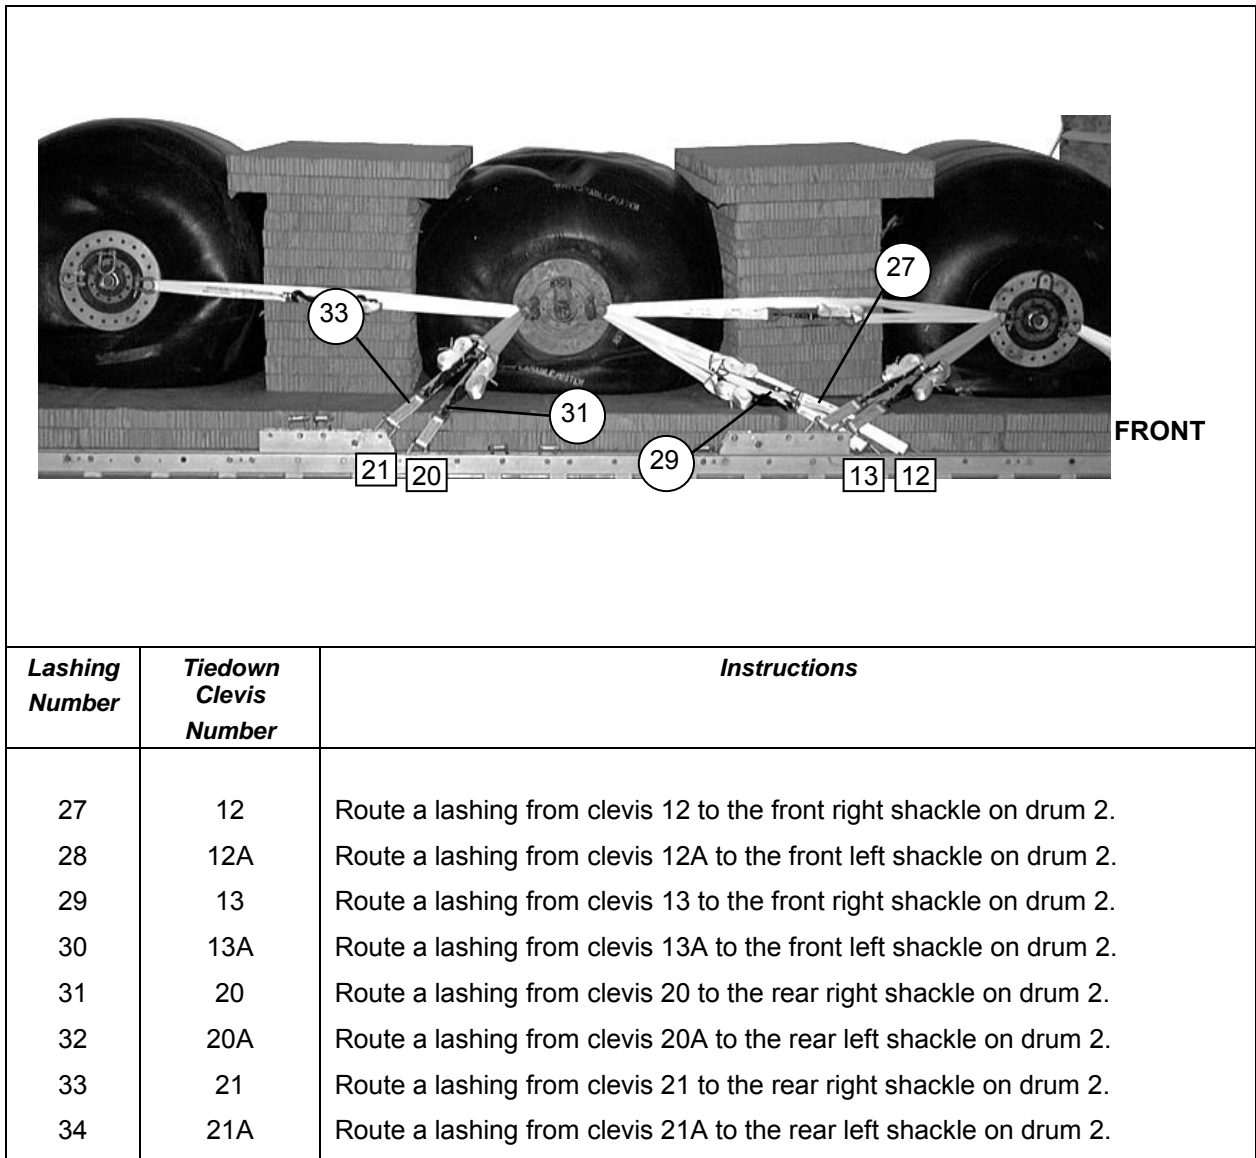 27
33
31
29
FRONT
21 20 13 12
Lashing Number
Tiedown Clevis Number
Instructions
27 12 Route a lashing from clevis 12 to the front right shackle on drum 2.
28 12A Route a lashing from clevis 12A to the front left shackle on drum 2.
29 13 Route a lashing from clevis 13 to the front right shackle on drum 2.
30 13A Route a lashing from clevis 13A to the front left shackle on drum 2.
31 20 Route a lashing from clevis 20 to the rear right shackle on drum 2.
32 20A Route a lashing from clevis 20A to the rear left shackle on drum 2.
33 21 Route a lashing from clevis 21 to the rear right shackle on drum 2.
34 21A Route a lashing from clevis 21A to the rear left shackle on drum 2.